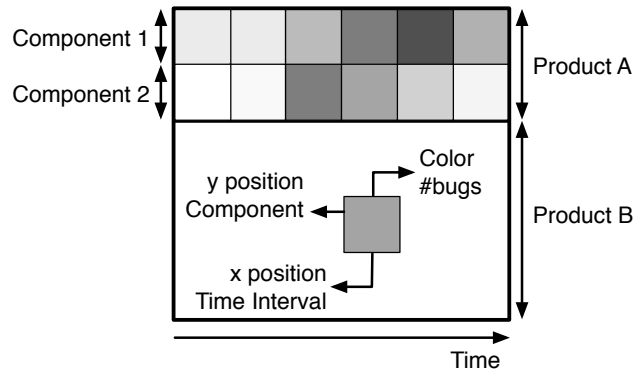 Component 1
Component 2
Product A
Color
#bugs
y position
Component
Product B
x position
Time Interval
Time